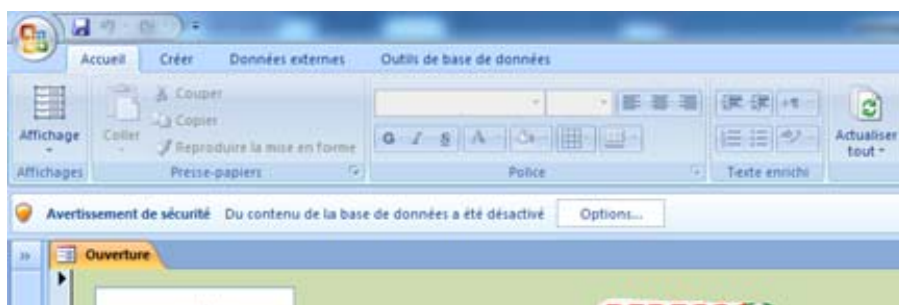 Accueil Créer Données externes Outils de base de données
Couper
Copier
Affichage Coller Reproduire la mise en forme G I S A Actualiser tout
Affichages Presse-papiers Police Texte enrichi
Avertissement de sécurité Du contenu de la base de données a été désactivé Options...
Ouverture